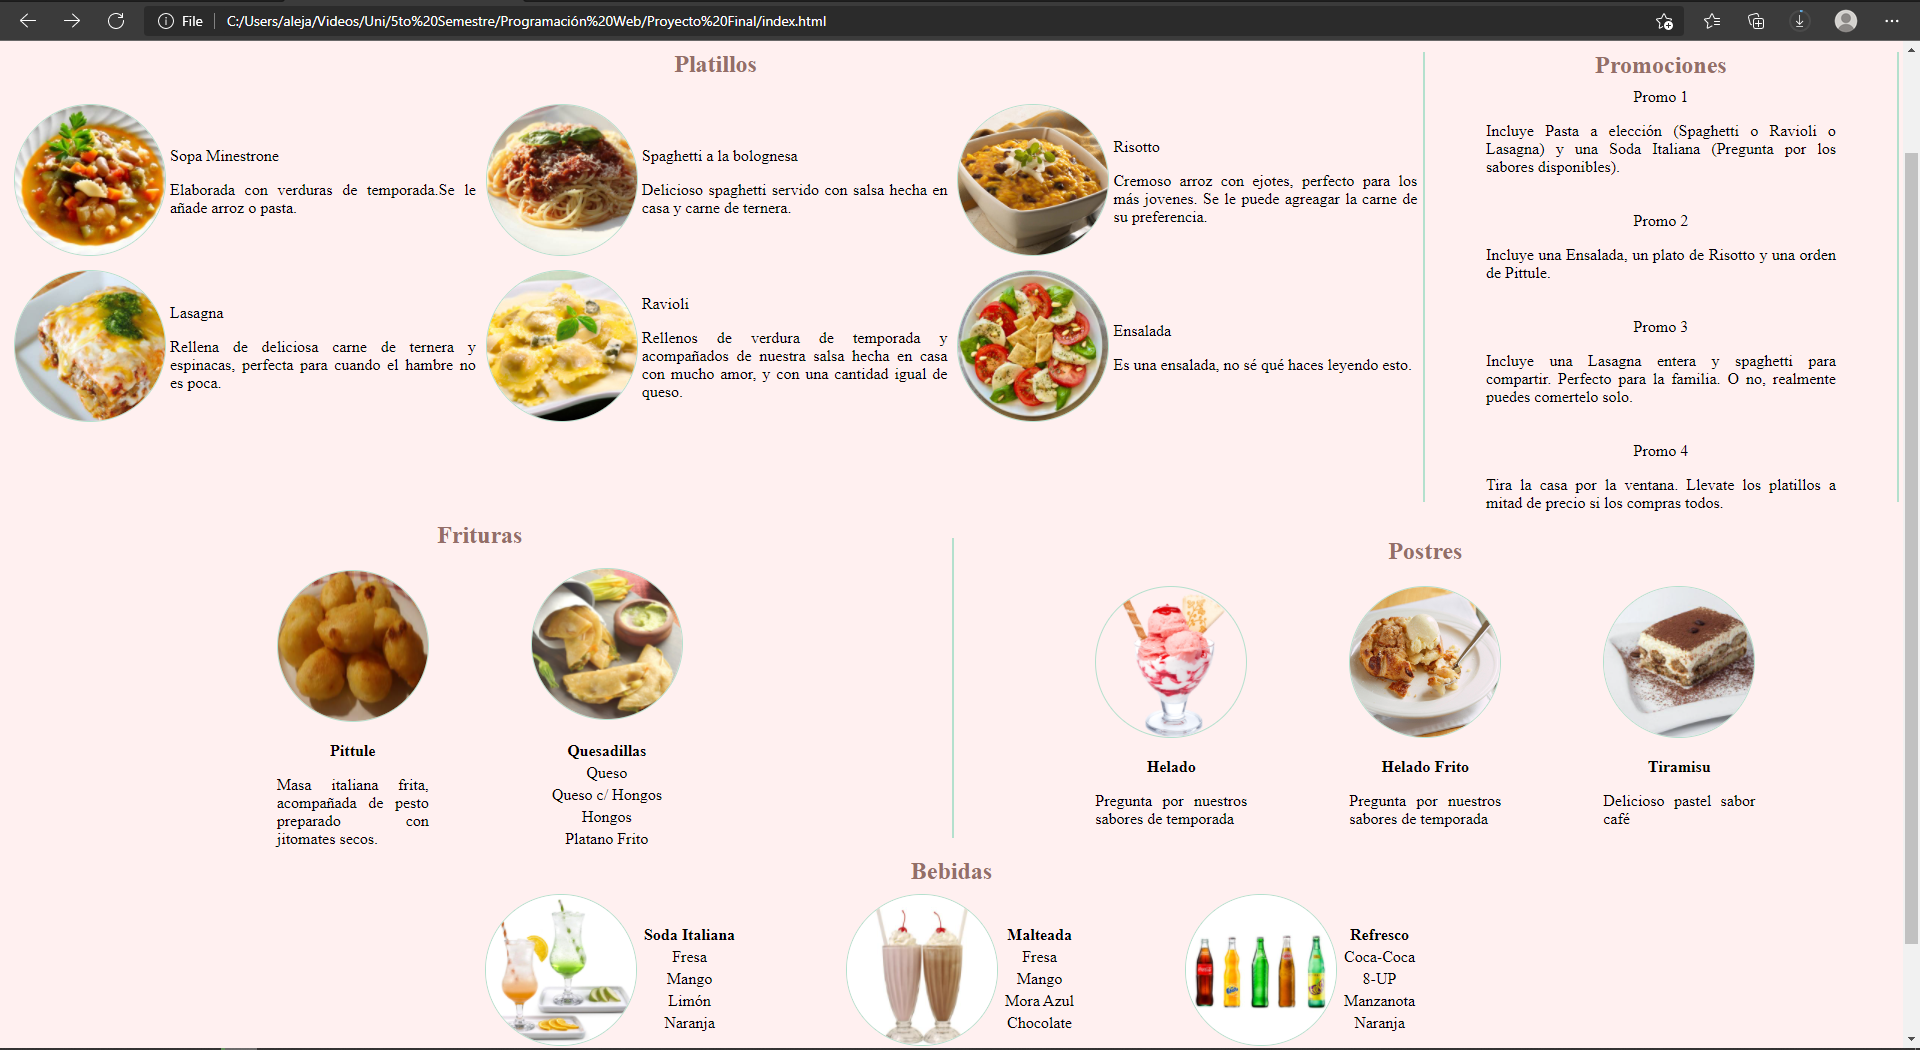 File
C:/Users/aleja/Videos/Uni/5to%20Semestre/Programación%20Web/Proyecto%20Final/index.html
Platillos
Sopa Minestrone
Elaborada con verduras de temporada.Se le
añade arroz o pasta.
Spaghetti a la bolognesa
Delicioso spaghetti servido con salsa hecha en
casa y carne de ternera.
Risotto
Cremoso arroz con ejotes, perfecto para los
más jovenes. Se le puede agreagar la carne de
su preferencia.
Lasagna
Rellena de deliciosa carne de ternera y
espinacas, perfecta para cuando el hambre no
es poca.
Ravioli
Rellenos de verdura de temporada y
acompañados de nuestra salsa hecha en casa
con mucho amor, y con una cantidad igual de
queso.
Ensalada
Es una ensalada, no sé qué haces leyendo esto.
Promociones
Promo 1
Incluye Pasta a elección (Spaghetti o Ravioli o
Lasagna) y una Soda Italiana (Pregunta por los
sabores disponibles).
Promo 2
Incluye una Ensalada, un plato de Risotto y una orden
de Pittule.
Promo 3
Incluye una Lasagna entera y spaghetti para
compartir. Perfecto para la familia. O no, realmente
puedes comertelo solo.
Promo 4
Tira la casa por la ventana. Llevate los platillos a
mitad de precio si los compras todos.
Frituras
Pittule
Masa italiana frita,
acompañada de pesto
preparado con
jitomates secos.
Quesadillas
Queso
Queso c/ Hongos
Hongos
Platano Frito
Postres
Helado
Pregunta por nuestros
sabores de temporada
Helado Frito
Pregunta por nuestros
sabores de temporada
Tiramisu
Delicioso pastel sabor
café
Bebidas
Soda Italiana
Fresa
Mango
Limón
Naranja
Malteada
Fresa
Mango
Mora Azul
Chocolate
Refresco
Coca-Coca
8-UP
Manzanota
Naranja